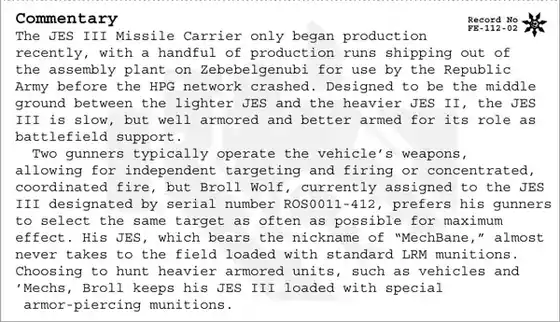 Commentary
Record No
FE-112-02
The JES III Missile Carrier only began production
recently, with a handful of production runs shipping out of
the assembly plant on Zebebelgenubi for use by the Republic
Army before the HPG network crashed. Designed to be the middle
ground between the lighter JES and the heavier JES II, the JES
III is slow, but well armored and better armed for its role as
battlefield support.
Two gunners typically operate the vehicle's weapons,
allowing for independent targeting and firing or concentrated,
coordinated fire, but Broll Wolf, currently assigned to the JES
III designated by serial number ROS0011-412, prefers his gunners
to select the same target as often as possible for maximum
effect. His JES, which bears the nickname of “MechBane,” almost
never takes to the field loaded with standard LRM munitions.
Choosing to hunt heavier armored units, such as vehicles and
’Mechs, Broll keeps his JES III loaded with special
armor-piercing munitions.